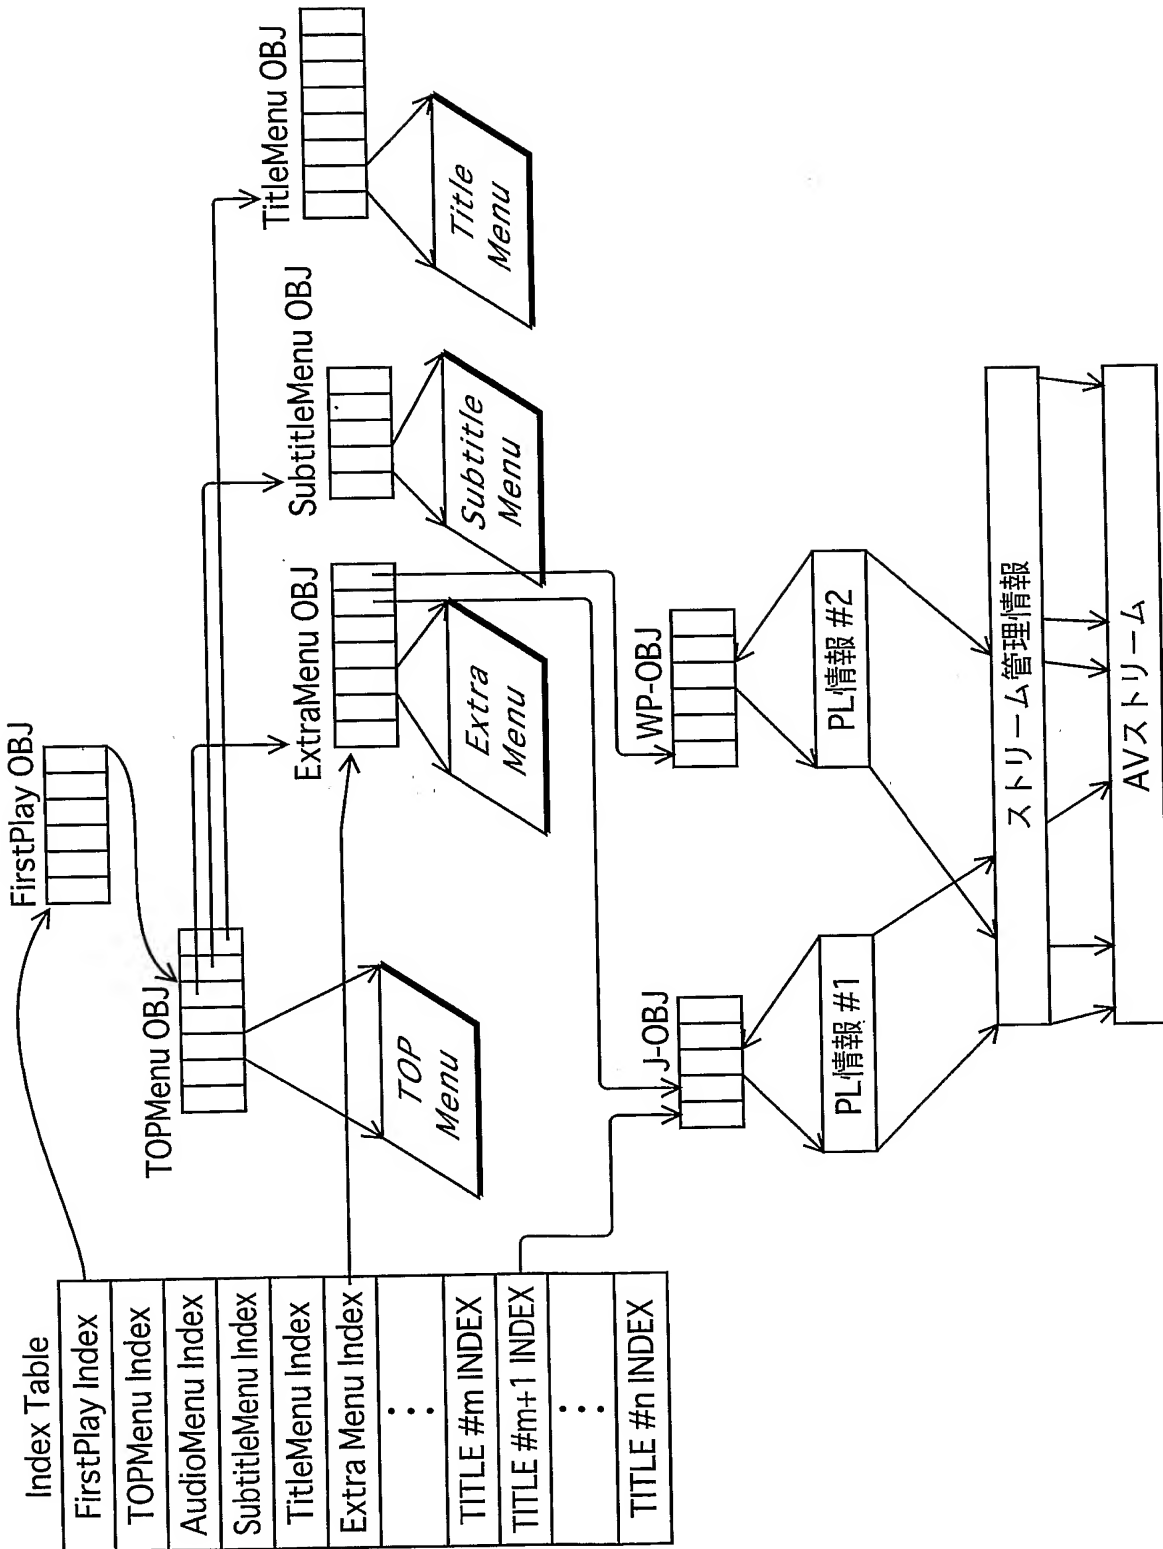 Index Table
FirstPlay Index
TOPMenu Index
AudioMenu Index
SubtitleMenu Index
TitleMenu Index
Extra Menu Index
⋮
TITLE #m INDEX
TITLE #m+1 INDEX
⋮
TITLE #n INDEX
FirstPlay OBJ
TOPMenu OBJ
TOP
Menu
ExtraMenu OBJ
Extra
Menu
SubtitleMenu OBJ
Subtitle
Menu
TitleMenu OBJ
Title
Menu
J-OBJ
WP-OBJ
PL情報 #1
PL情報 #2
ストリーム管理情報
AVストリーム